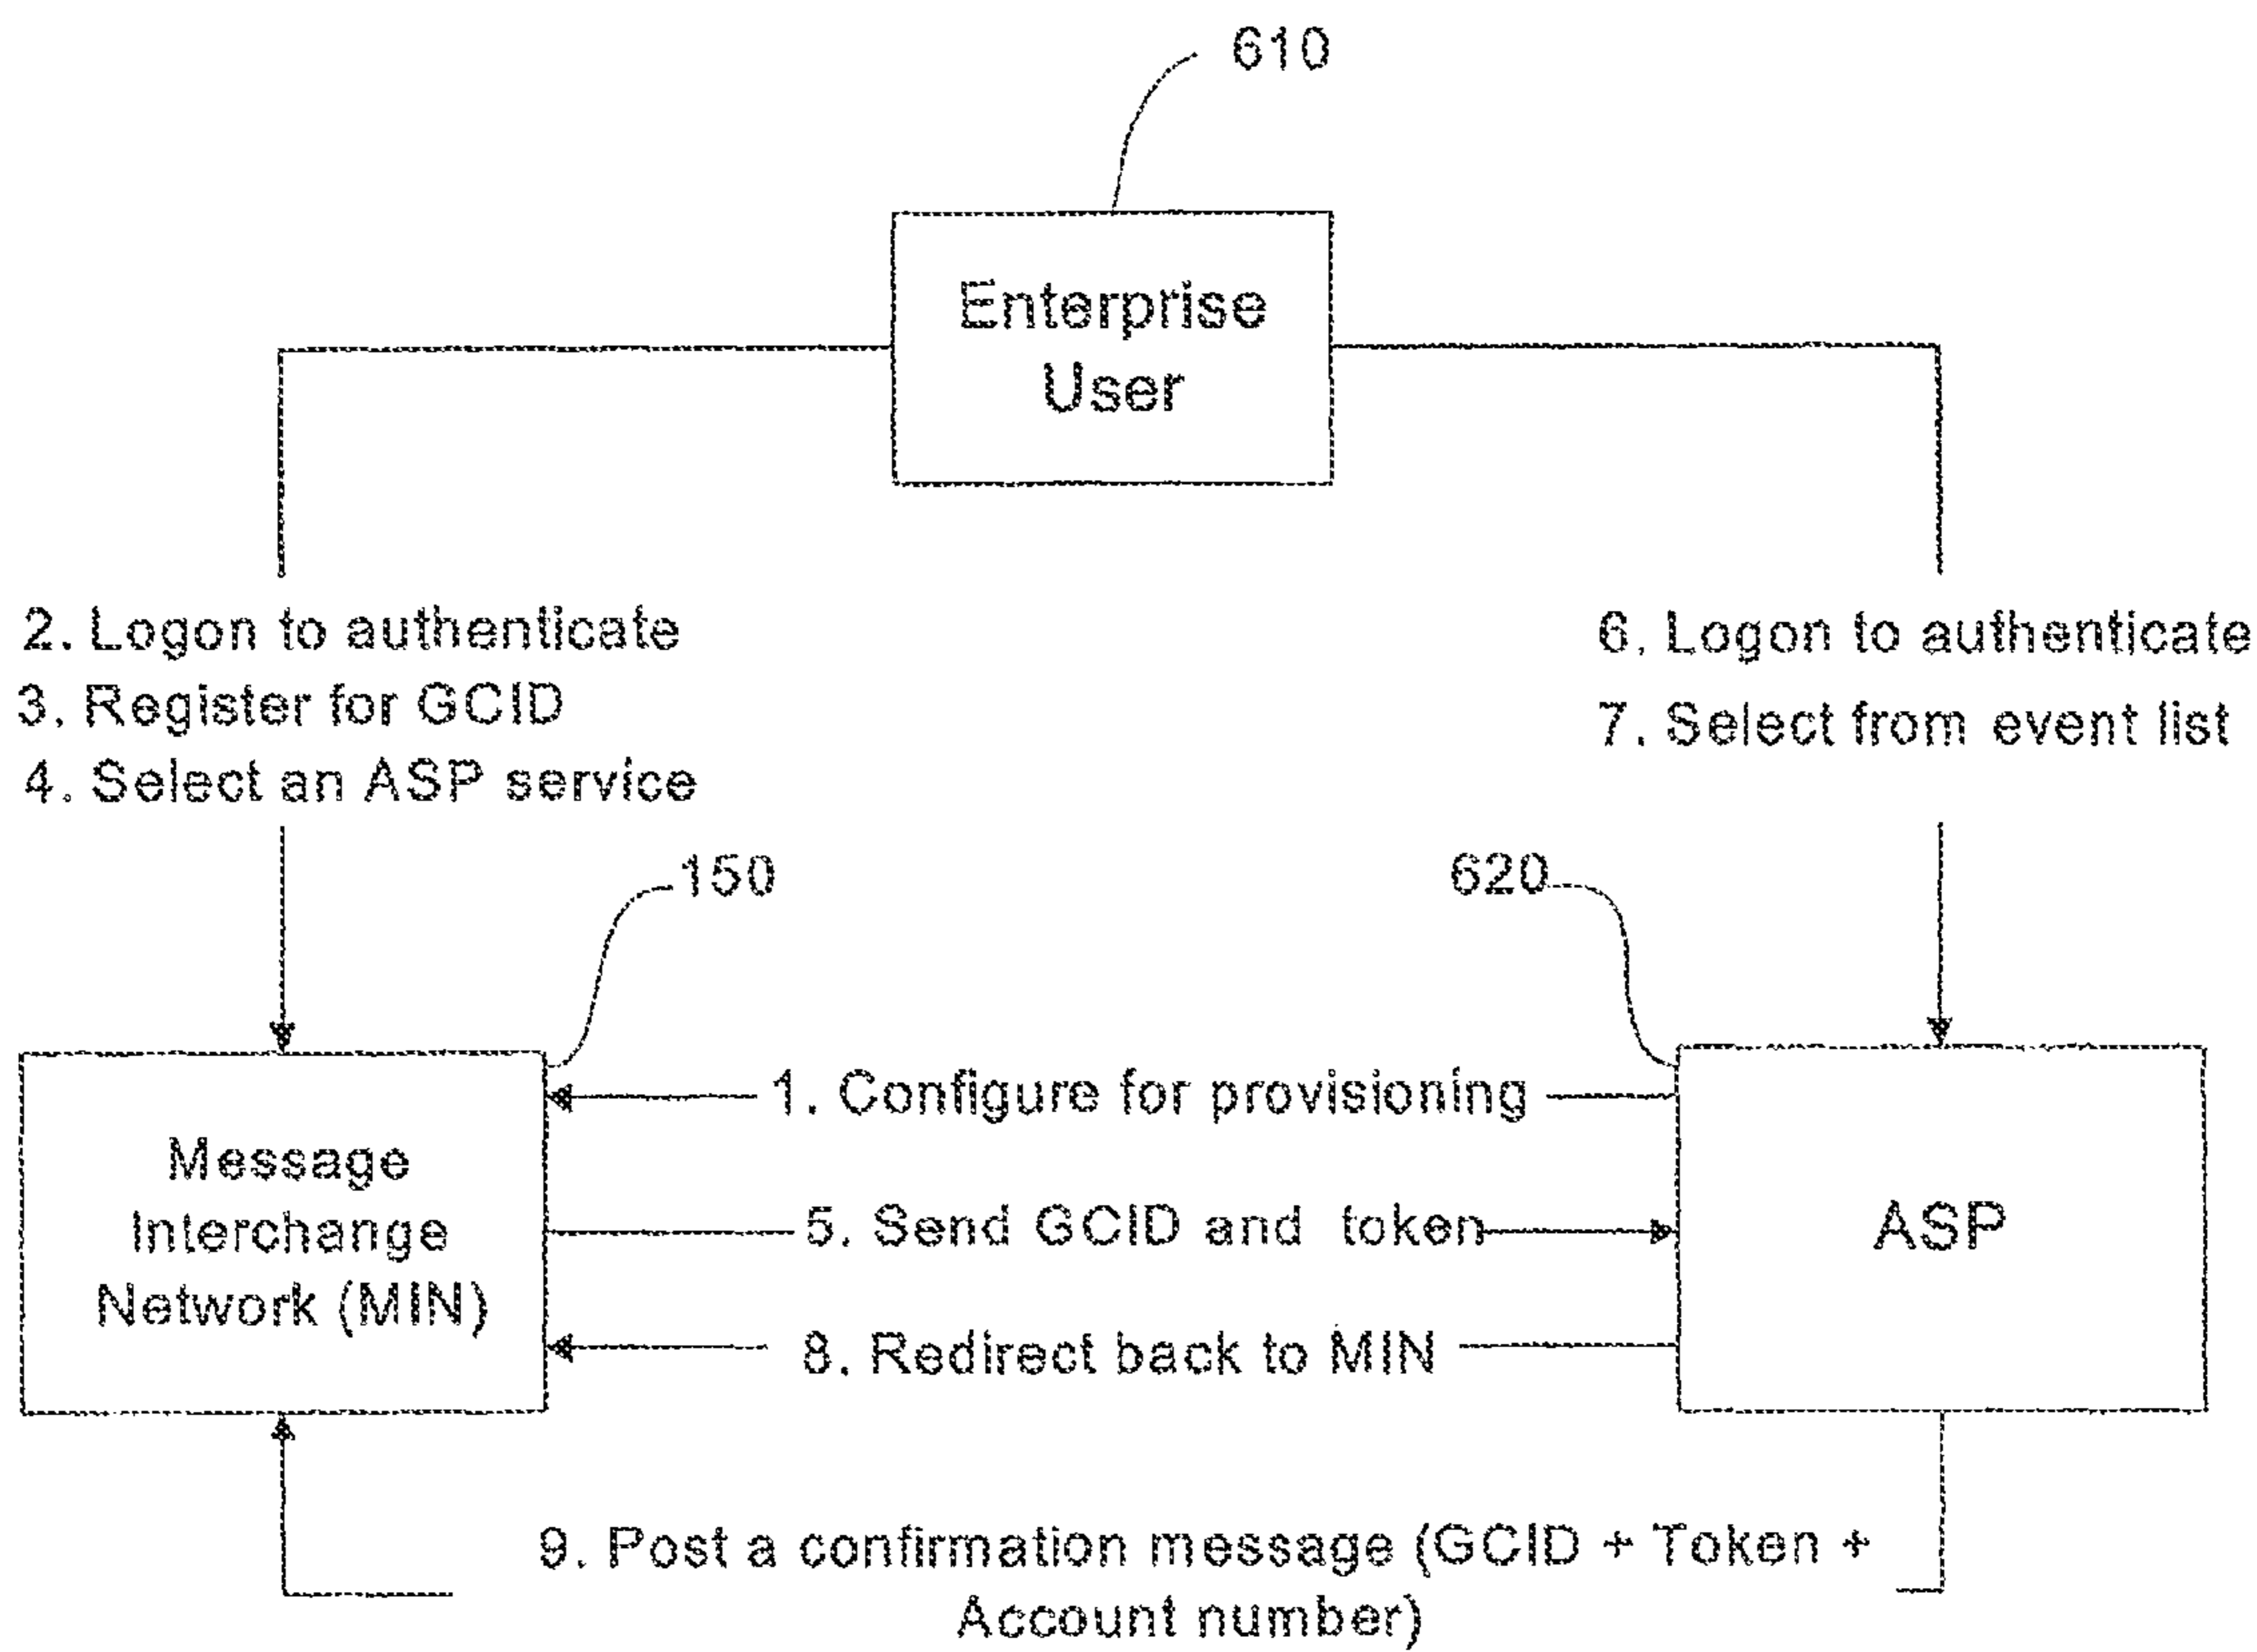 610
Enterprise
User
2. Logon to authenticate
3. Register for GCID
4. Select an ASP service
6. Logon to authenticate
7. Select from event list
150
620
1. Configure for provisioning
Message
Interchange
Network (MIN)
5. Send GCID and token
ASP
8. Redirect back to MIN
9. Post a confirmation message (GCID + Token +
Account number)